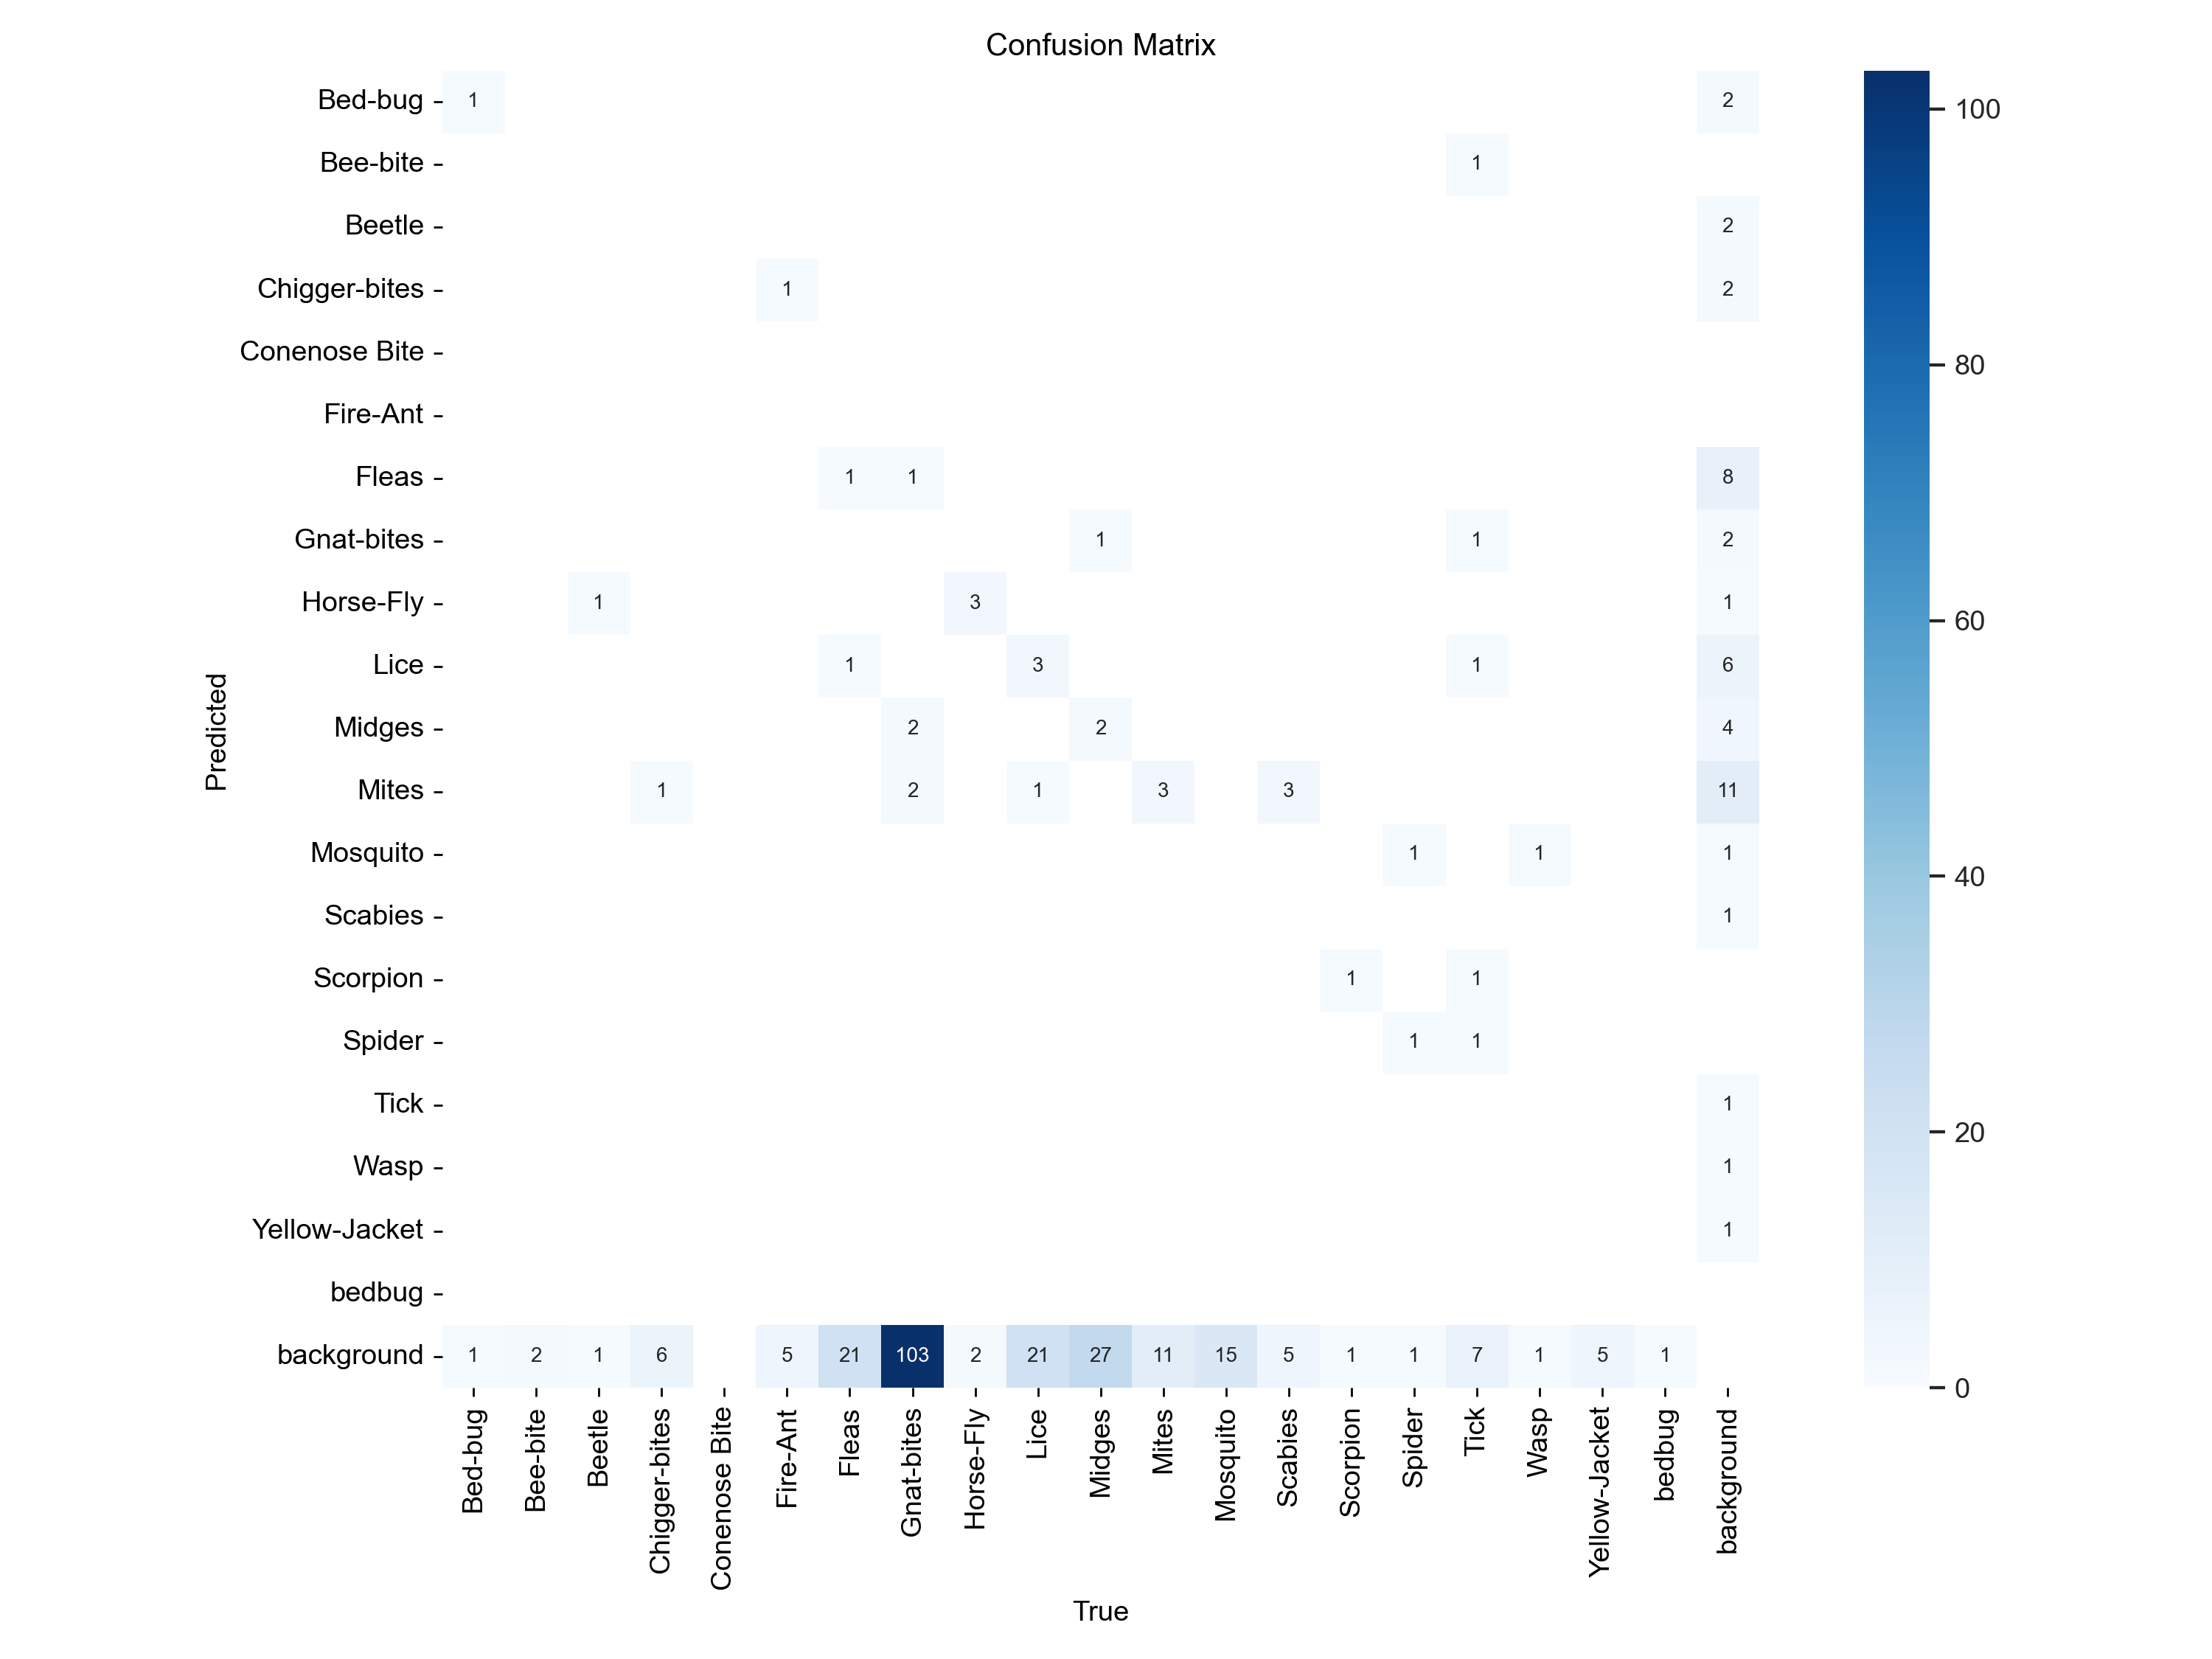 Confusion Matrix
Bed-bug 1 2
Bee-bite 1
Beetle 2
Chigger-bites 1 2
Conenose Bite
Fire-Ant
Fleas 1 1 8
Gnat-bites 1 1 2
Horse-Fly 1 3 1
Lice 1 3 1 6
Midges 2 2 4
Mites 1 2 1 3 3 11
Mosquito 1 1 1
Scabies 1
Scorpion 1 1
Spider 1 1
Tick 1
Wasp 1
Yellow-Jacket 1
bedbug
background 1 2 1 6 5 21 103 2 21 27 11 15 5 1 1 7 1 5 1
Predicted
Bed-bug
Bee-bite
Beetle
Chigger-bites
Conenose Bite
Fire-Ant
Fleas
Gnat-bites
Horse-Fly
Lice
Midges
Mites
Mosquito
Scabies
Scorpion
Spider
Tick
Wasp
Yellow-Jacket
bedbug
background
True
100
80
60
40
20
0